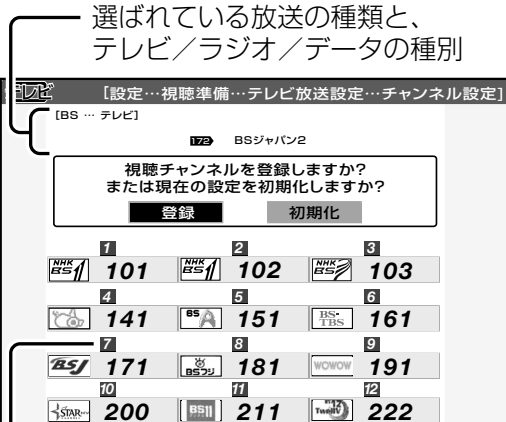 選ばれている放送の種類と、
テレビ／ラジオ／データの種別
テレビ [設定…視聴準備…テレビ放送設定…チャンネル設定]
[BS … テレビ]
172 BSジャパン2
視聴チャンネルを登録しますか?
または現在の設定を初期化しますか?
登録 初期化
1 2 3
NHK BS1 101 NHK BS1 102 NHK BS 103
4 5 6
141 BS 151 BS-TBS 161
7 8 9
BSJ 171 BSフジ 181 WOWOW 191
10 11 12
STAR 200 BS11 211 TwellV 222